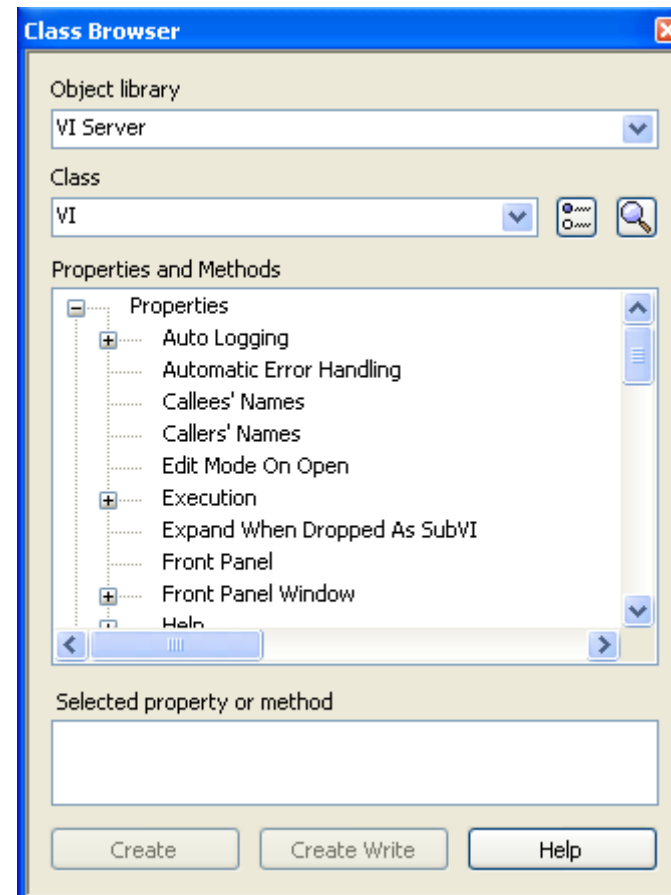 Class Browser
Object library
VI Server
Class
VI
Properties and Methods
Properties
Auto Logging
Automatic Error Handling
Callees' Names
Callers' Names
Edit Mode On Open
Execution
Expand When Dropped As SubVI
Front Panel
Front Panel Window
Help
Selected property or method
Create
Create Write
Help